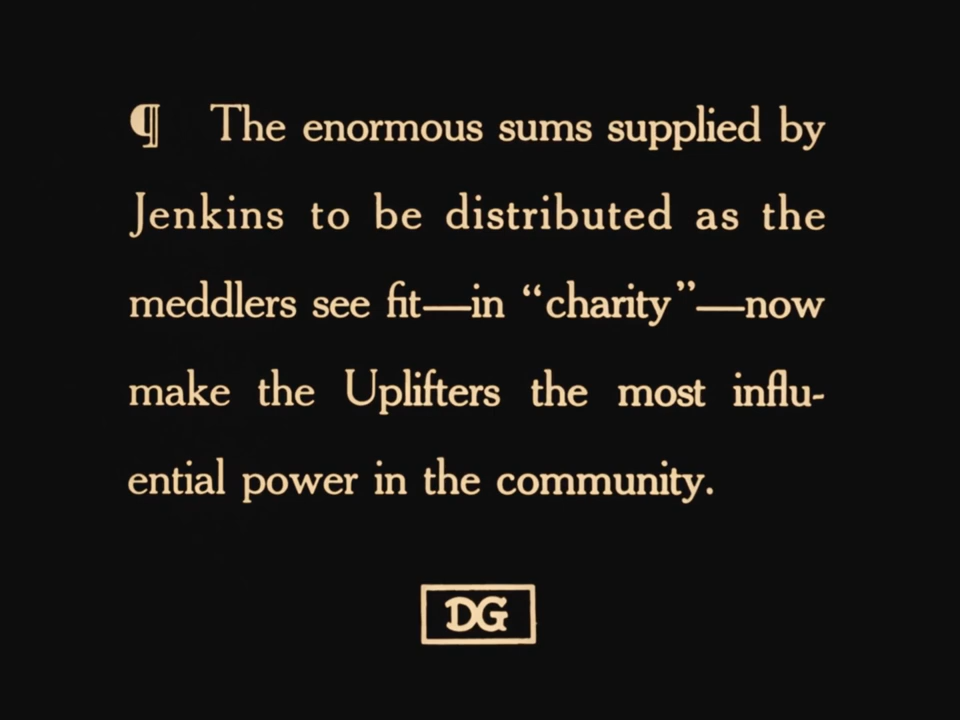 ¶ The enormous sums supplied by
Jenkins to be distributed as the
meddlers see fit—in “charity”—now
make the Uplifters the most influ-
ential power in the community.
DG